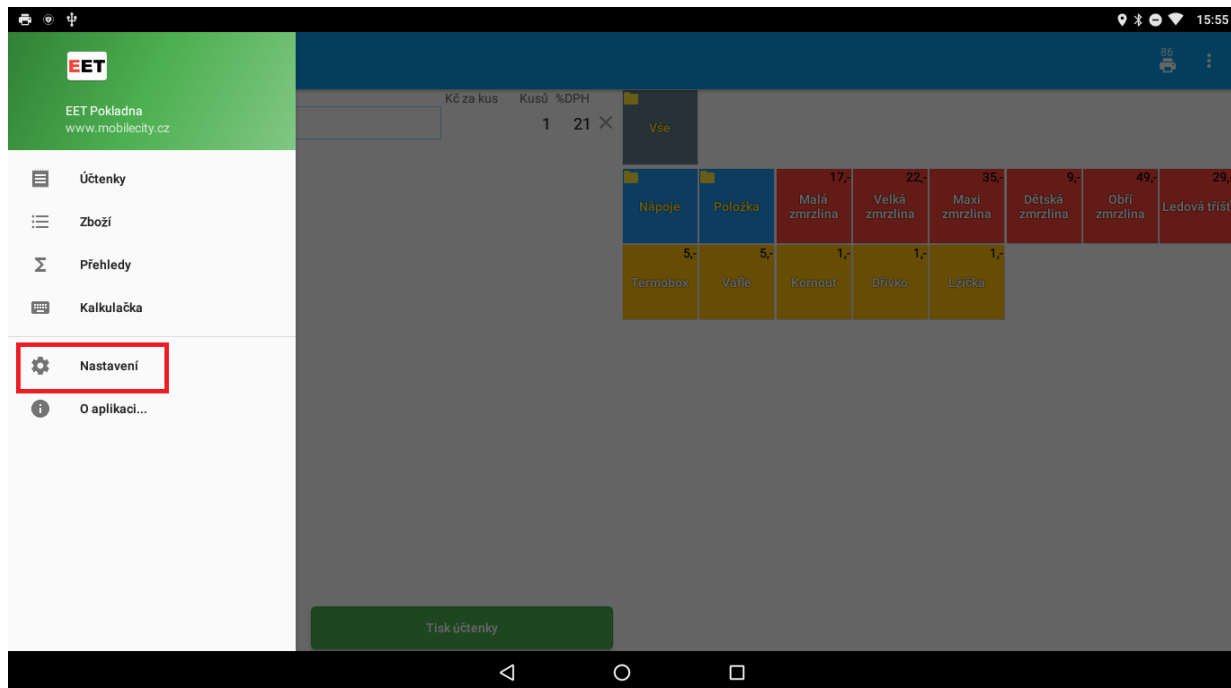 15:55
EET
EET Pokladna
www.mobilecity.cz
86
Účtenky
Zboží
Přehledy
Kalkulačka
Nastavení
O aplikaci...
Kč za kus Kusů %DPH
1 21
Vše
Nápoje
Položka
17,-
Malá
zmrzlina
22,-
Velká
zmrzlina
35,-
Maxi
zmrzlina
9,-
Dětská
zmrzlina
49,-
Obří
zmrzlina
29,
Ledová tříšť
5,-
Termobox
5,-
Vafle
1,-
Kornout
1,-
Dřívko
1,-
Lžička
Tisk účtenky